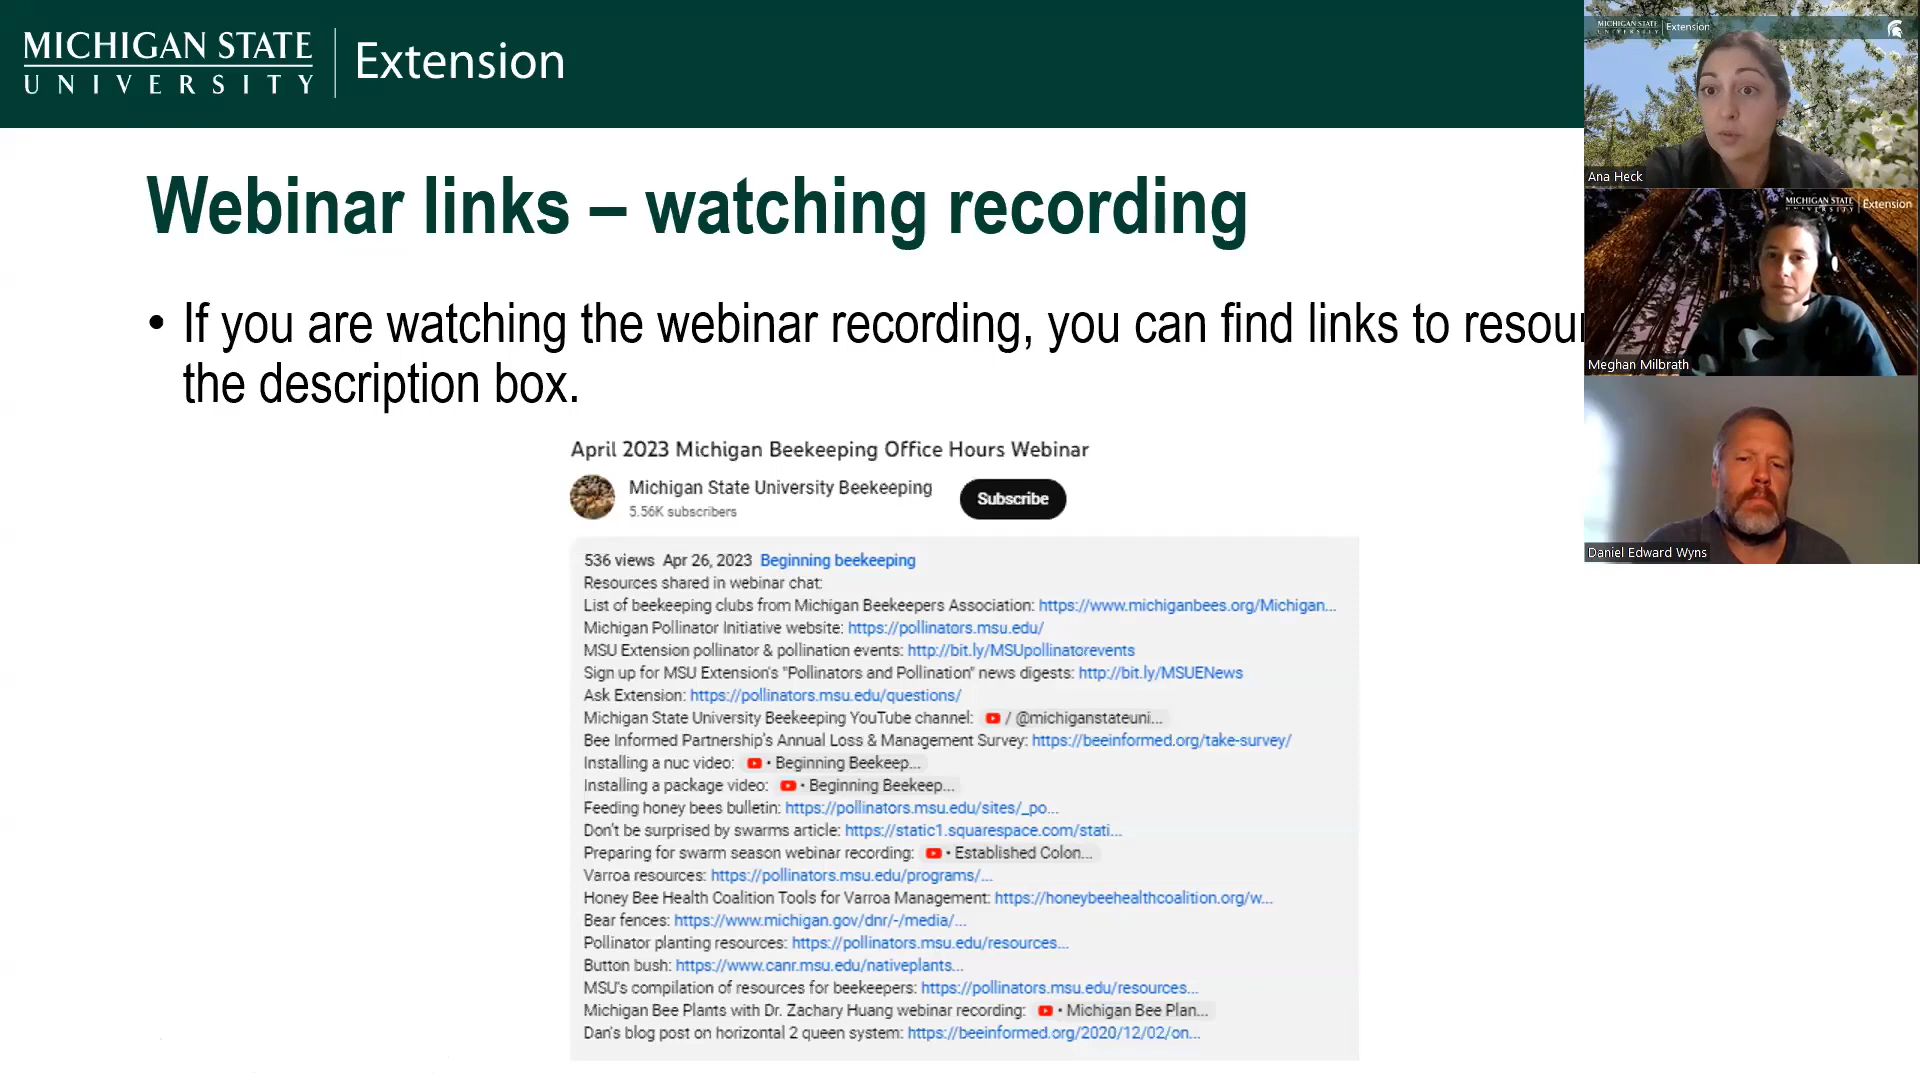 MICHIGAN STATE
UNIVERSITY
Extension
Webinar links – watching recording
• If you are watching the webinar recording, you can find links to
the description box.
April 2023 Michigan Beekeeping Office Hours Webinar
Michigan State University Beekeeping
5.56K subscribers
Subscribe
536 views Apr 26, 2023 Beginning beekeeping
Resources shared in webinar chat:
List of beekeeping clubs from Michigan Beekeepers Association: https://www.michiganbees.org/Michigan...
Michigan Pollinator Initiative website: https://pollinators.msu.edu/
MSU Extension pollinator & pollination events: http://bit.ly/MSUpollinatorevents
Sign up for MSU Extension's "Pollinators and Pollination" news digests: http://bit.ly/MSUENews
Ask Extension: https://pollinators.msu.edu/questions/
Michigan State University Beekeeping YouTube channel: / @michiganstateuni...
Bee Informed Partnership's Annual Loss & Management Survey: https://beeinformed.org/take-survey/
Installing a nuc video: • Beginning Beekeep...
Installing a package video: • Beginning Beekeep...
Feeding honey bees bulletin: https://pollinators.msu.edu/sites/_po...
Don't be surprised by swarms article: https://static1.squarespace.com/stati...
Preparing for swarm season webinar recording: • Established Colon...
Varroa resources: https://pollinators.msu.edu/programs/...
Honey Bee Health Coalition Tools for Varroa Management: https://honeybeehealthcoalition.org/w...
Bear fences: https://www.michigan.gov/dnr/-/media/...
Pollinator planting resources: https://pollinators.msu.edu/resources...
Button bush: https://www.canr.msu.edu/nativeplants...
MSU's compilation of resources for beekeepers: https://pollinators.msu.edu/resources...
Michigan Bee Plants with Dr. Zachary Huang webinar recording: • Michigan Bee Plan...
Dan's blog post on horizontal 2 queen system: https://beeinformed.org/2020/12/02/on...
MICHIGAN STATE
UNIVERSITY
Extension
Ana Heck
MICHIGAN STATE
UNIVERSITY
Extension
Meghan Milbrath
Daniel Edward Wyns